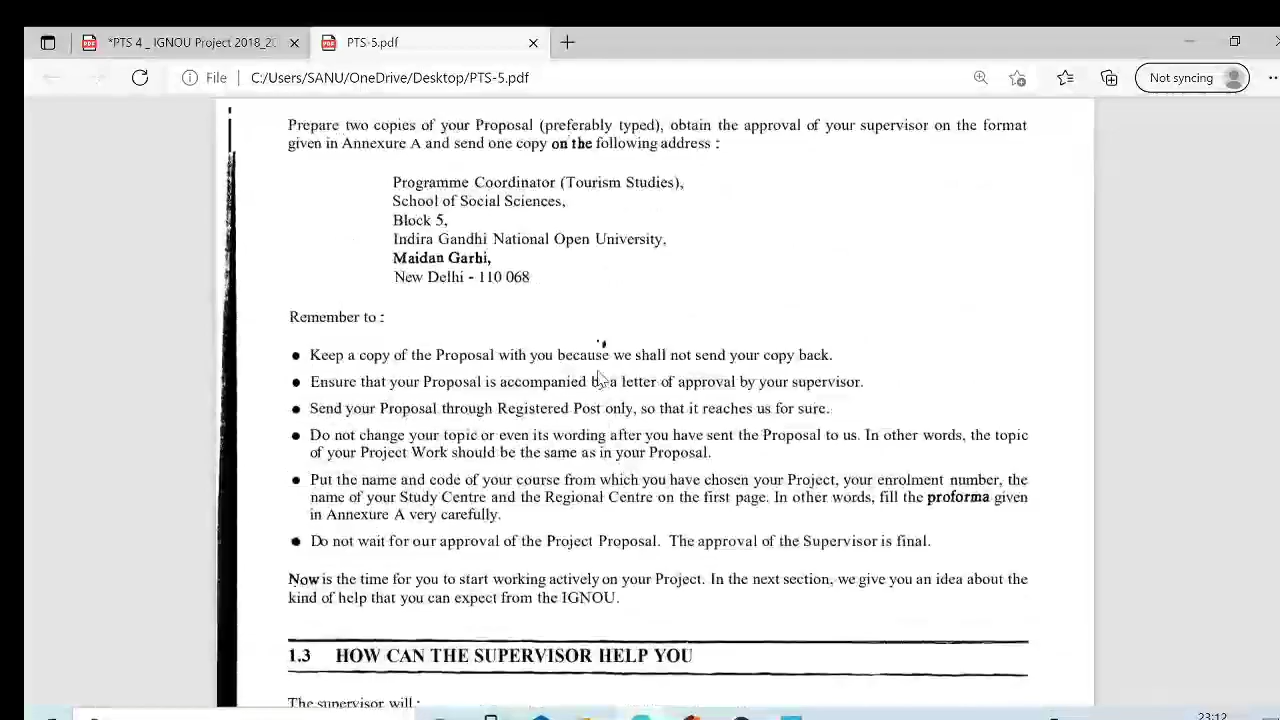 *PTS 4 _ IGNOU Project 2018_20
PTS-5.pdf
File
C:/Users/SANU/OneDrive/Desktop/PTS-5.pdf
Not syncing
Prepare two copies of your Proposal (preferably typed), obtain the approval of your supervisor on the format
given in Annexure A and send one copy on the following address :
Programme Coordinator (Tourism Studies),
School of Social Sciences,
Block 5,
Indira Gandhi National Open University,
Maidan Garhi,
New Delhi - 110 068
Remember to :
● Keep a copy of the Proposal with you because we shall not send your copy back.
● Ensure that your Proposal is accompanied by a letter of approval by your supervisor.
● Send your Proposal through Registered Post only, so that it reaches us for sure.
● Do not change your topic or even its wording after you have sent the Proposal to us. In other words, the topic
of your Project Work should be the same as in your Proposal.
● Put the name and code of your course from which you have chosen your Project, your enrolment number, the
name of your Study Centre and the Regional Centre on the first page. In other words, fill the proforma given
in Annexure A very carefully.
● Do not wait for our approval of the Project Proposal. The approval of the Supervisor is final.
Now is the time for you to start working actively on your Project. In the next section, we give you an idea about the
kind of help that you can expect from the IGNOU.
1.3 HOW CAN THE SUPERVISOR HELP YOU
The supervisor will :
23:12